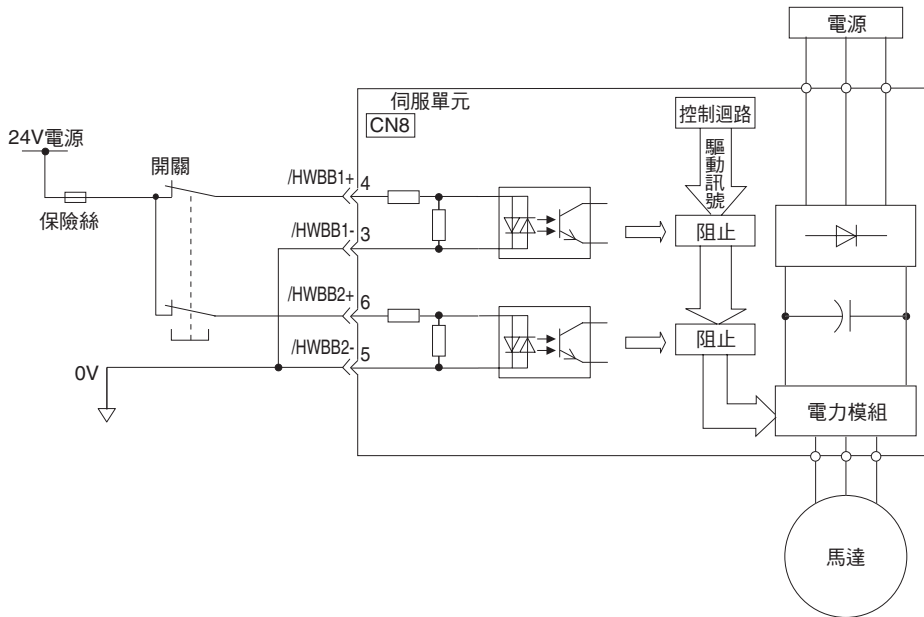 電源
伺服單元
CN8
控制迴路
24V電源
開關
驅動訊號
/HWBB1+
4
保險絲
/HWBB1-
3
阻止
/HWBB2+
6
/HWBB2-
5
阻止
0V
電力模組
馬達